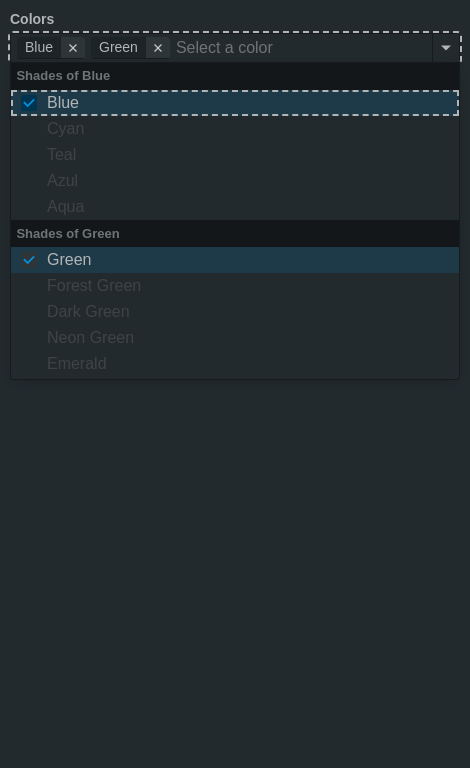 Colors
Blue Green Select a color
Shades of Blue
Blue
Cyan
Teal
Azul
Aqua
Shades of Green
Green
Forest Green
Dark Green
Neon Green
Emerald